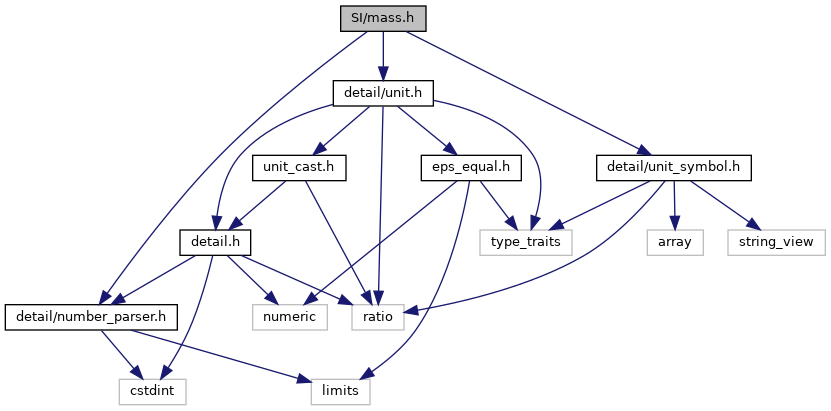 SI/mass.h
detail/unit.h
unit_cast.h
eps_equal.h
detail/unit_symbol.h
detail.h
type_traits
array
string_view
detail/number_parser.h
numeric
ratio
cstdint
limits